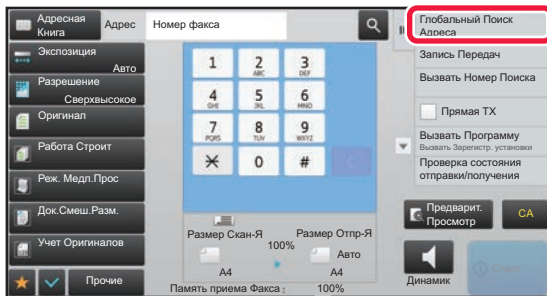 Адресная
Книга
Адрес
Номер факса
Глобальный Поиск
Адреса
Экспозиция
Авто
Разрешение
Сверхвысокое
Оригинал
Работа Строит
Реж. Медл.Прос
Док.Смеш.Разм.
Учет Оригиналов
Прочие
1
2
ABC
3
DEF
4
GHI
5
JKL
6
MNO
7
PQRS
8
TUV
9
WXYZ
0
#
C
Размер Скан-Я
100%
Размер Отпр-Я
Авто
A4
A4
Память приема Факса :
100%
Запись Передач
Вызвать Номер Поиска
Прямая TX
Вызвать Программу
Вызвать Зарегистр. установки
Проверка состояния
отправки/получения
Предварит.
Просмотр
CA
Динамик
Старт